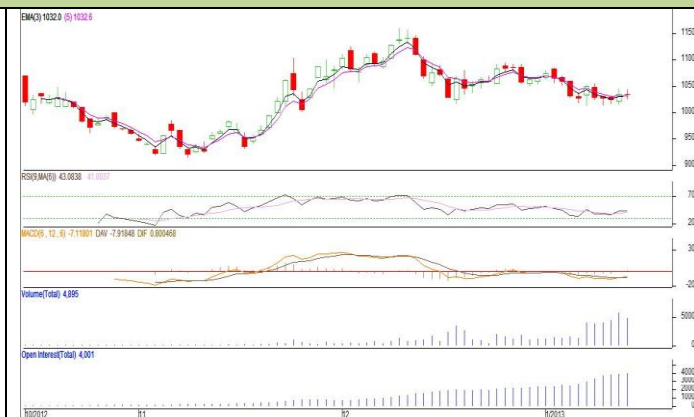 EMA(3) 1032.0 (5) 1032.6
1150
1100
1050
1000
950
900
RSI(9,MA(6)) 43.0838 41.0037
70
20
MACD(6, 12, 6) -7.11801 DAV -7.91848 DIF 0.800468
30
-20
Volume(Total) 4,895
5000
0
Open Interest(Total) 4,001
4000
3000
2000
1000
0
10/2012 11 12 1/2013